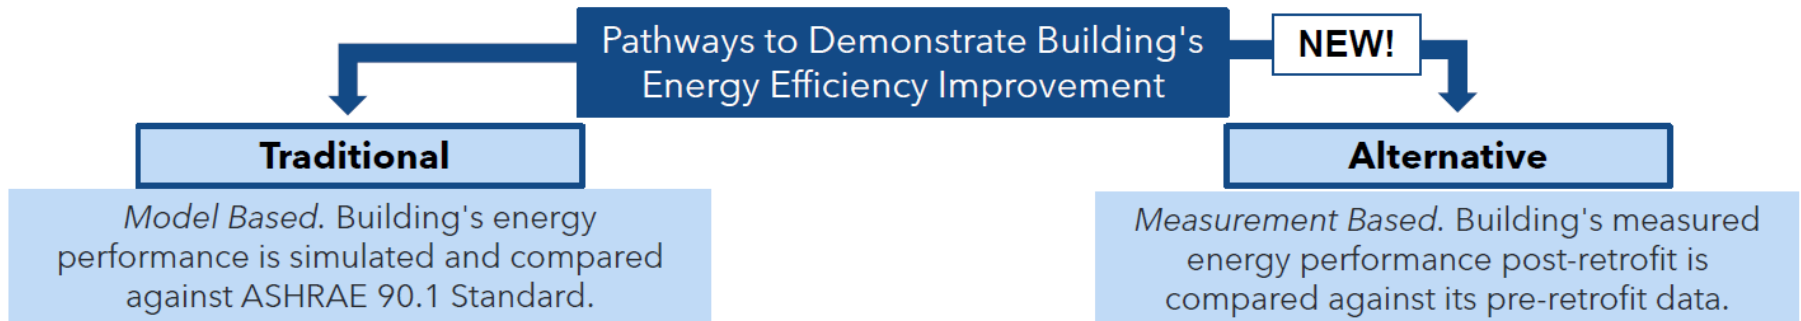 Pathways to Demonstrate Building's
Energy Efficiency Improvement
NEW!
Traditional
Model Based. Building's energy
performance is simulated and compared
against ASHRAE 90.1 Standard.
Alternative
Measurement Based. Building's measured
energy performance post-retrofit is
compared against its pre-retrofit data.